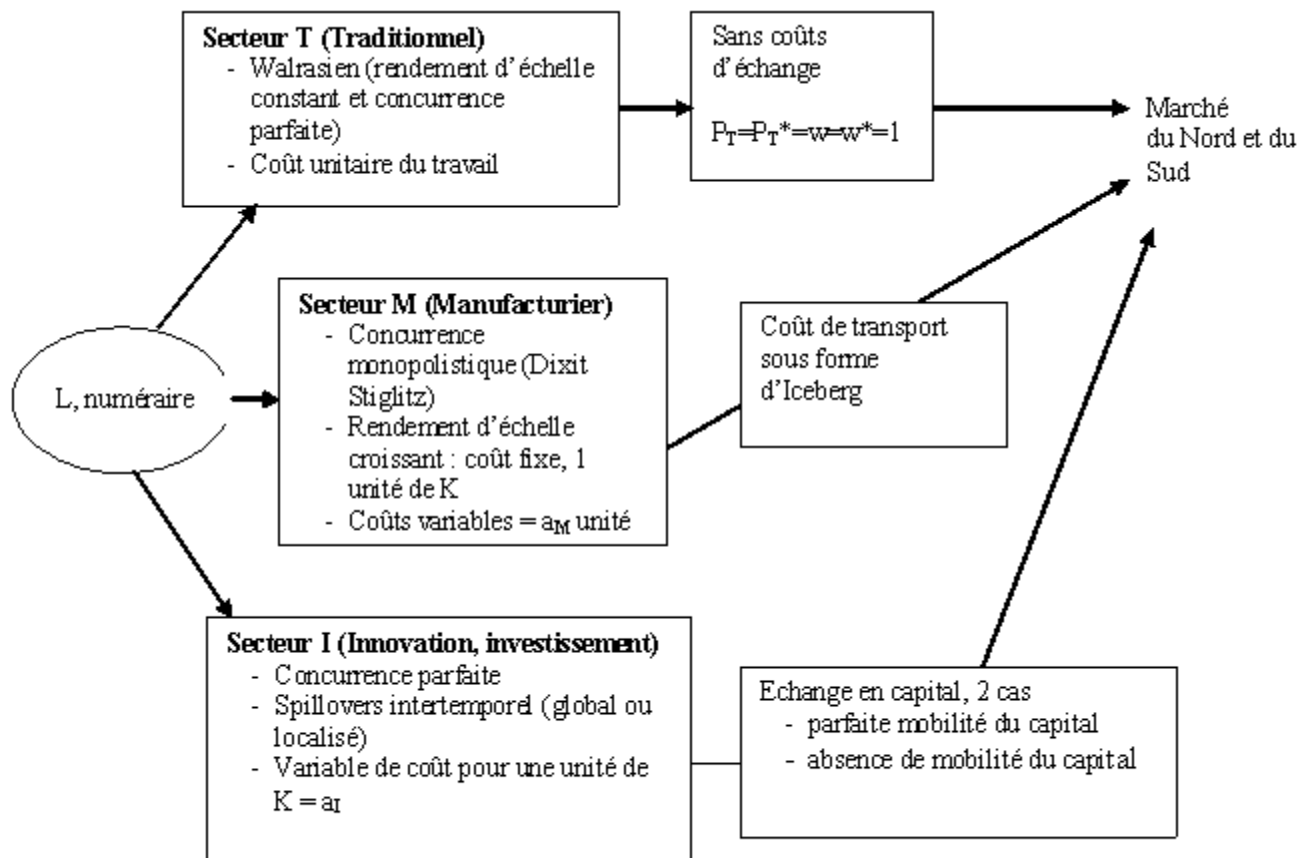 Secteur T (Traditionnel)
- Walrasien (rendement d'échelle
constant et concurrence
parfaite)
- Coût unitaire du travail
Sans coûts
d'échange
P_T=P_T*=w=w*=1
Marché
du Nord et du
Sud
L, numéraire
Secteur M (Manufacturier)
- Concurrence
monopolistique (Dixit
Stiglitz)
- Rendement d'échelle
croissant : coût fixe, 1
unité de K
- Coûts variables = a_M unité
Coût de transport
sous forme
d'Iceberg
Secteur I (Innovation, investissement)
- Concurrence parfaite
- Spillovers intertemporel (global ou
localisé)
- Variable de coût pour une unité de
K = a_I
Echange en capital, 2 cas
- parfaite mobilité du capital
- absence de mobilité du capital